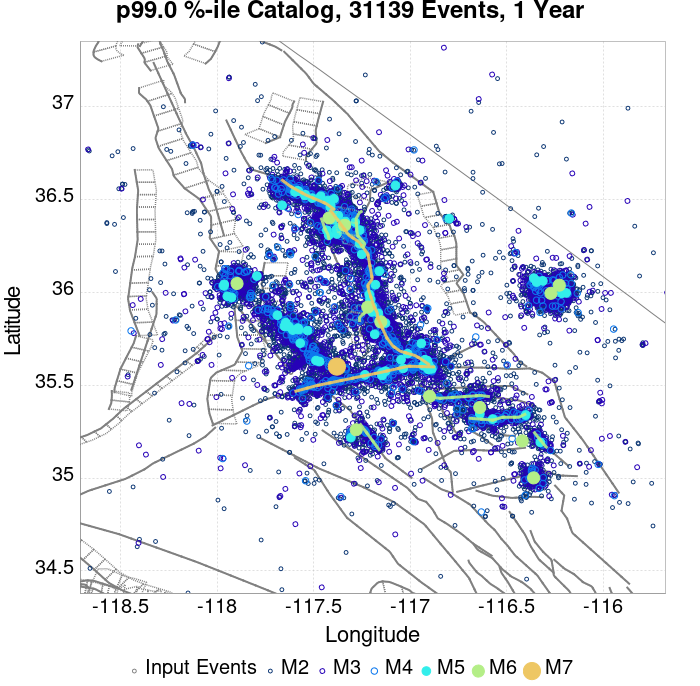 p99.0 %-ile Catalog, 31139 Events, 1 Year
37
36.5
36
35.5
35
34.5
Latitude
-118.5 -118 -117.5 -117 -116.5 -116
Longitude
Input Events M2 M3 M4 M5 M6 M7